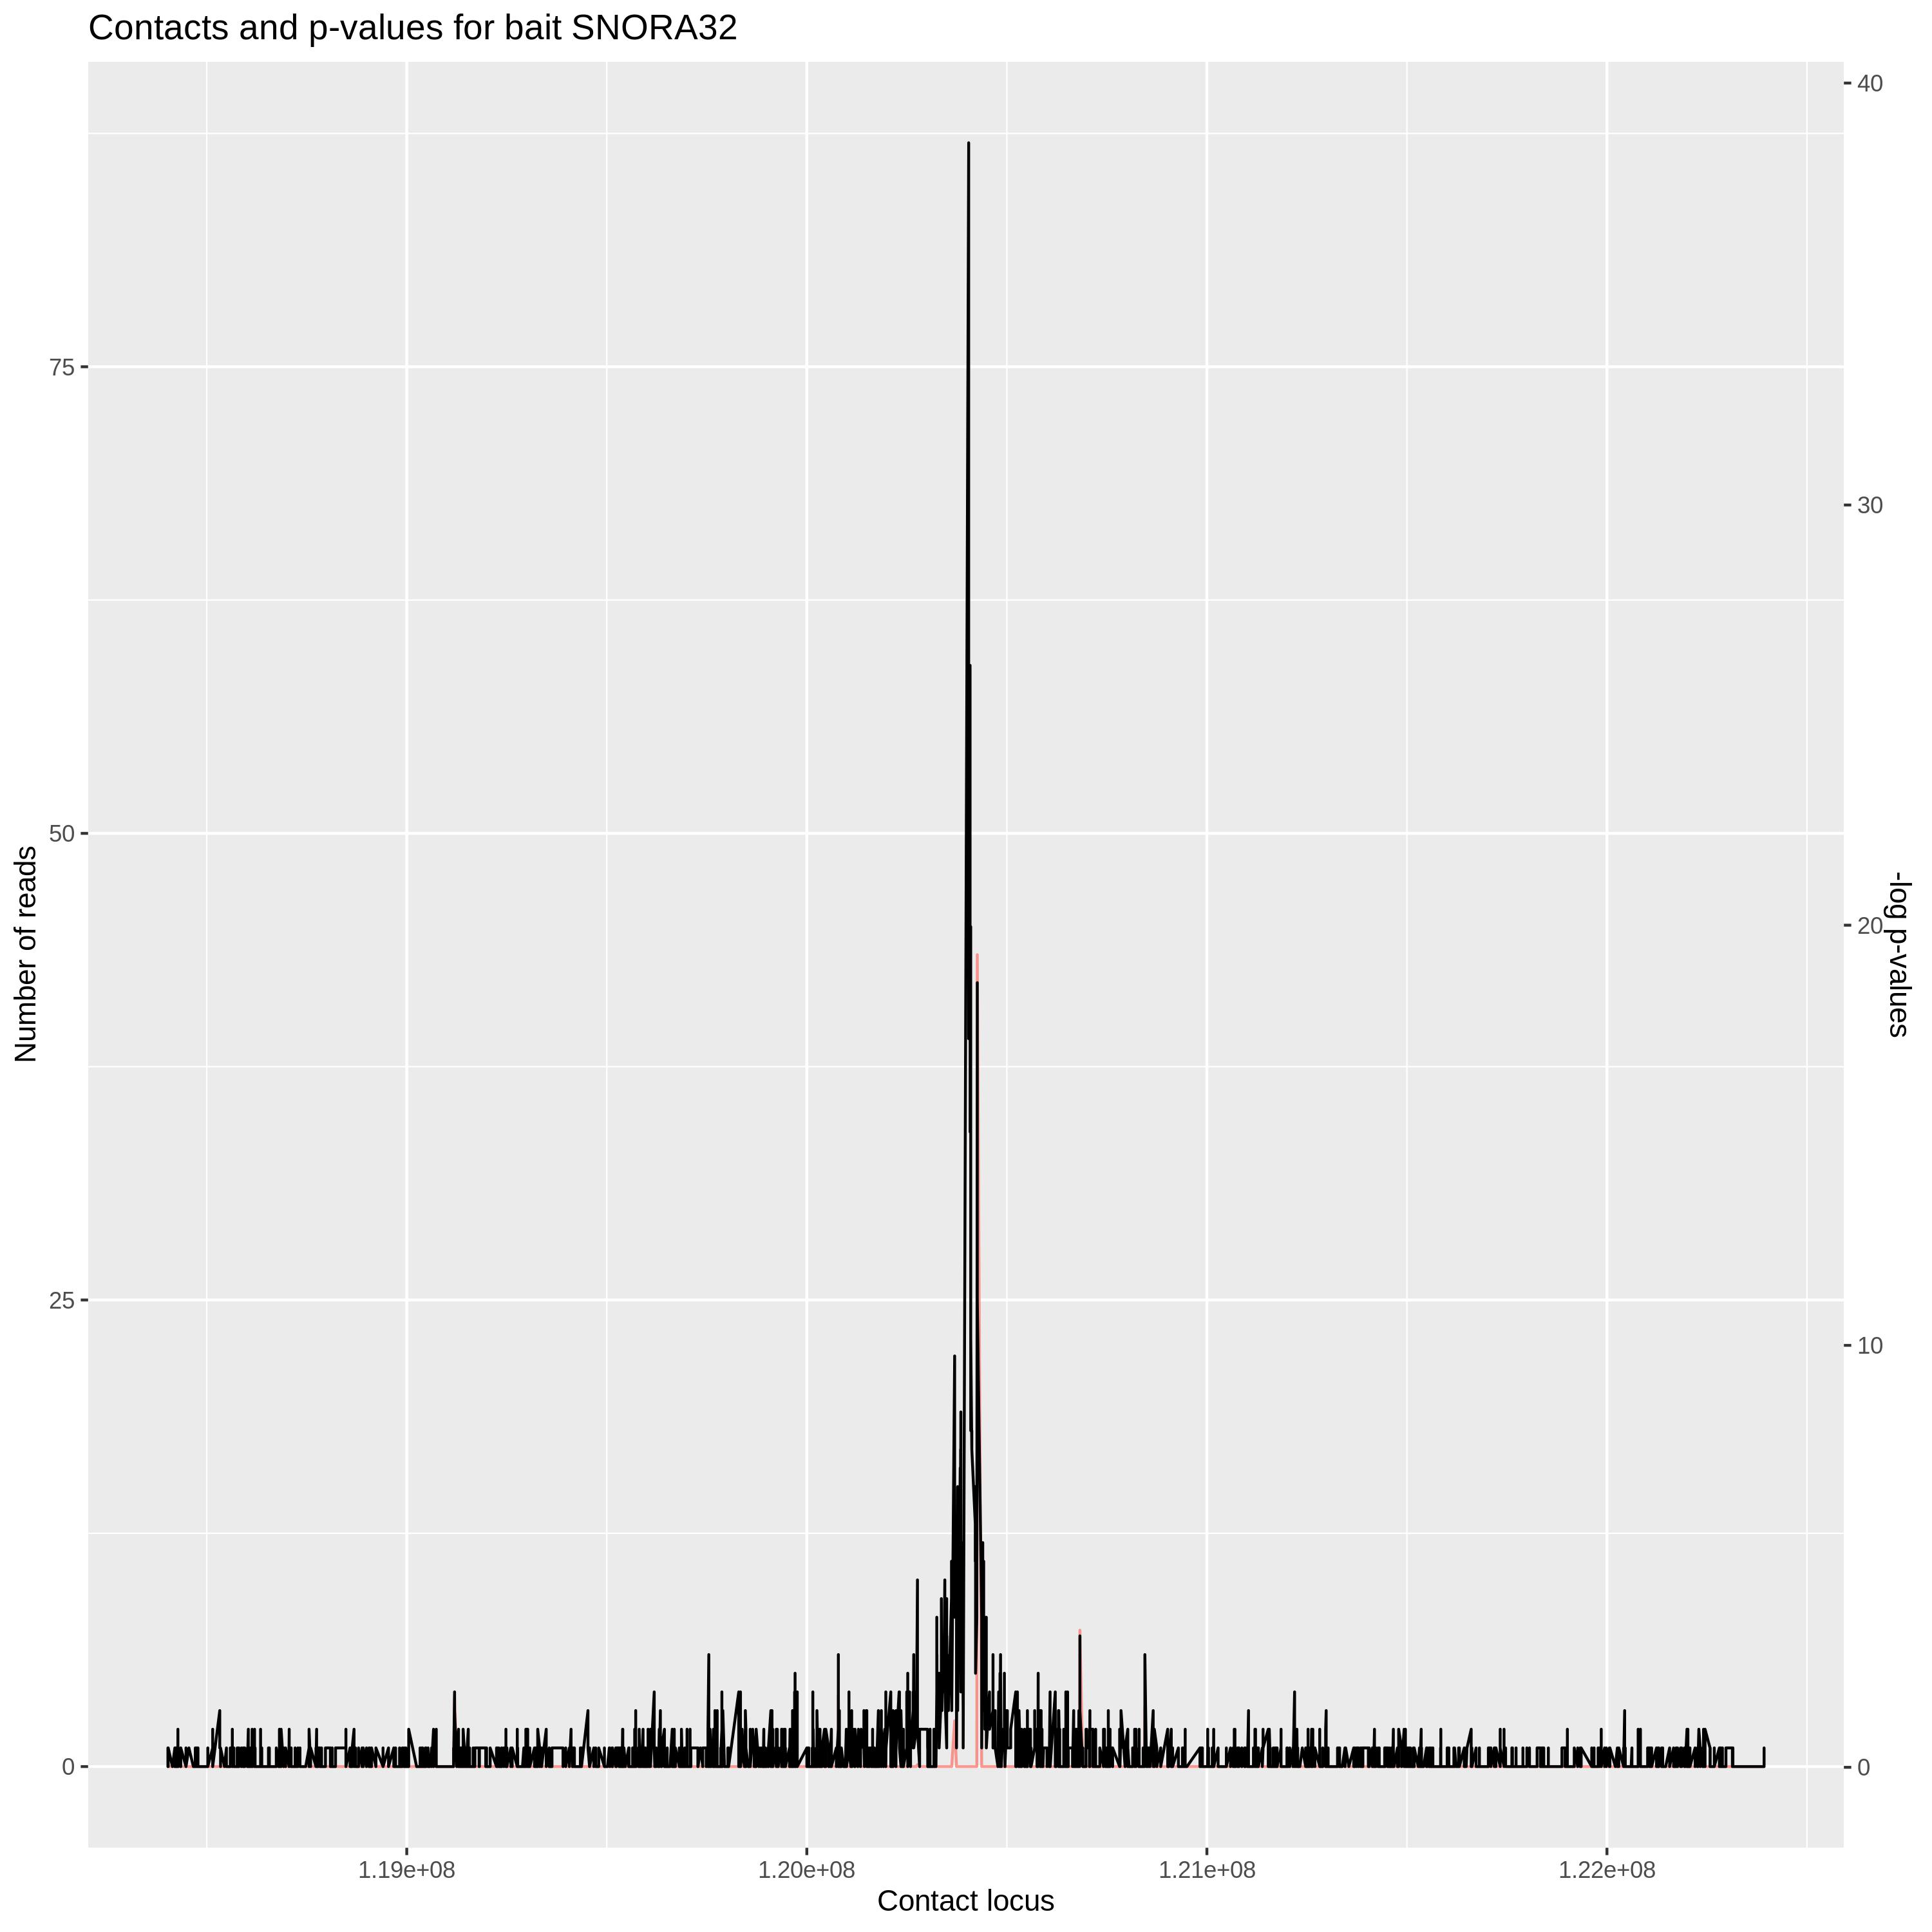 Contacts and p-values for bait SNORA32
40
75
30
50
20
25
10
0
0
Number of reads
-log p-values
1.19e+08
1.20e+08
1.21e+08
1.22e+08
Contact locus